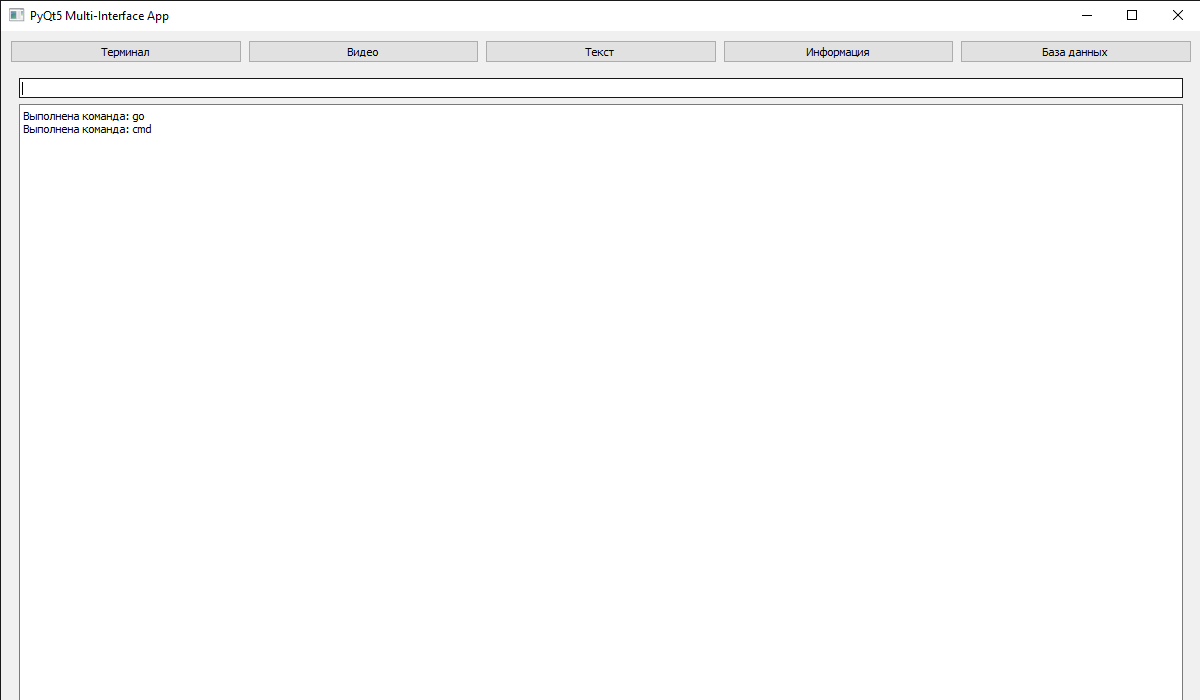 PyQt5 Multi-Interface App
Терминал Видео Текст Информация База данных
Выполнена команда: go
Выполнена команда: cmd